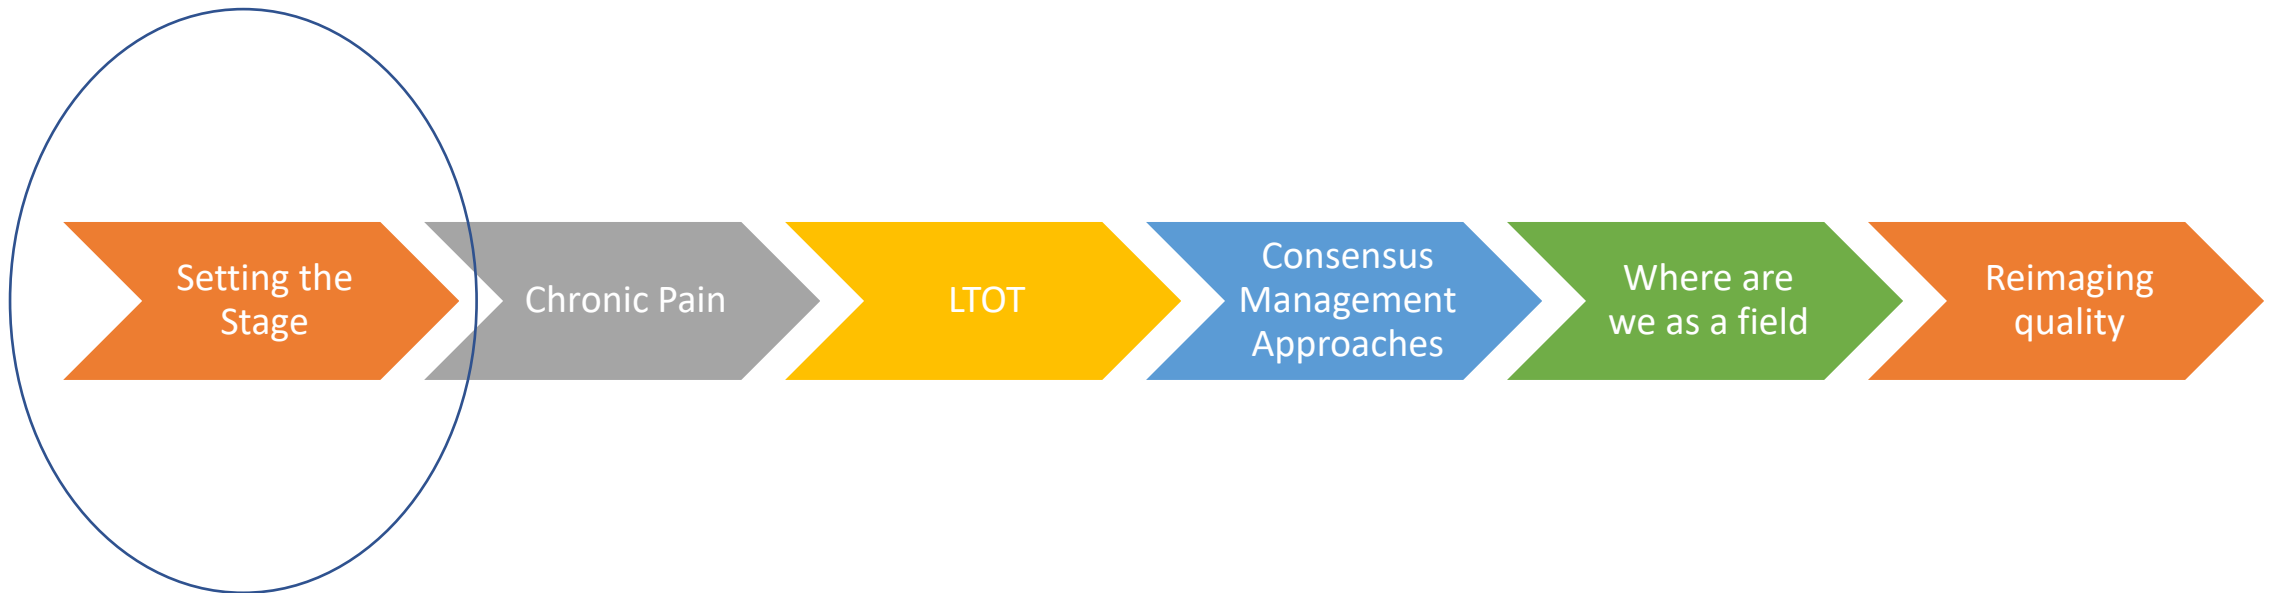 Setting the
Stage
Chronic Pain
LTOT
Consensus
Management
Approaches
Where are
we as a field
Reimaging
quality